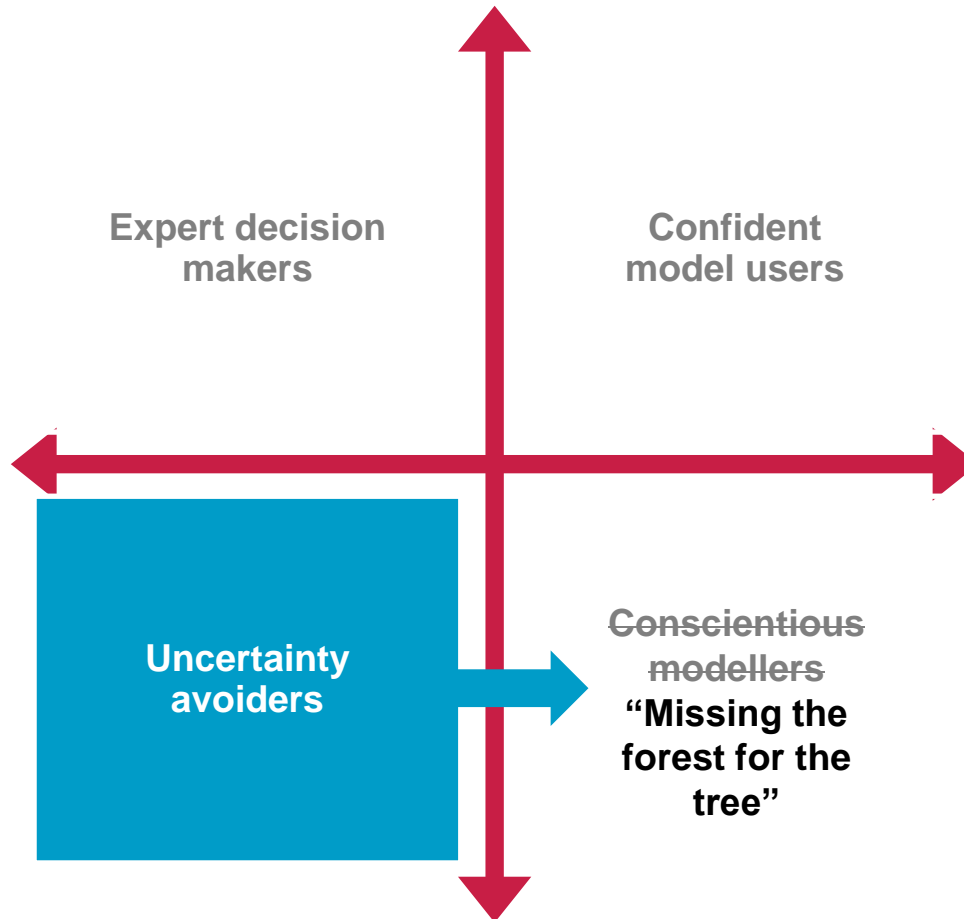 Expert decision
makers
Confident
model users
Uncertainty
avoiders
Conscientious
modellers
“Missing the
forest for the
tree”